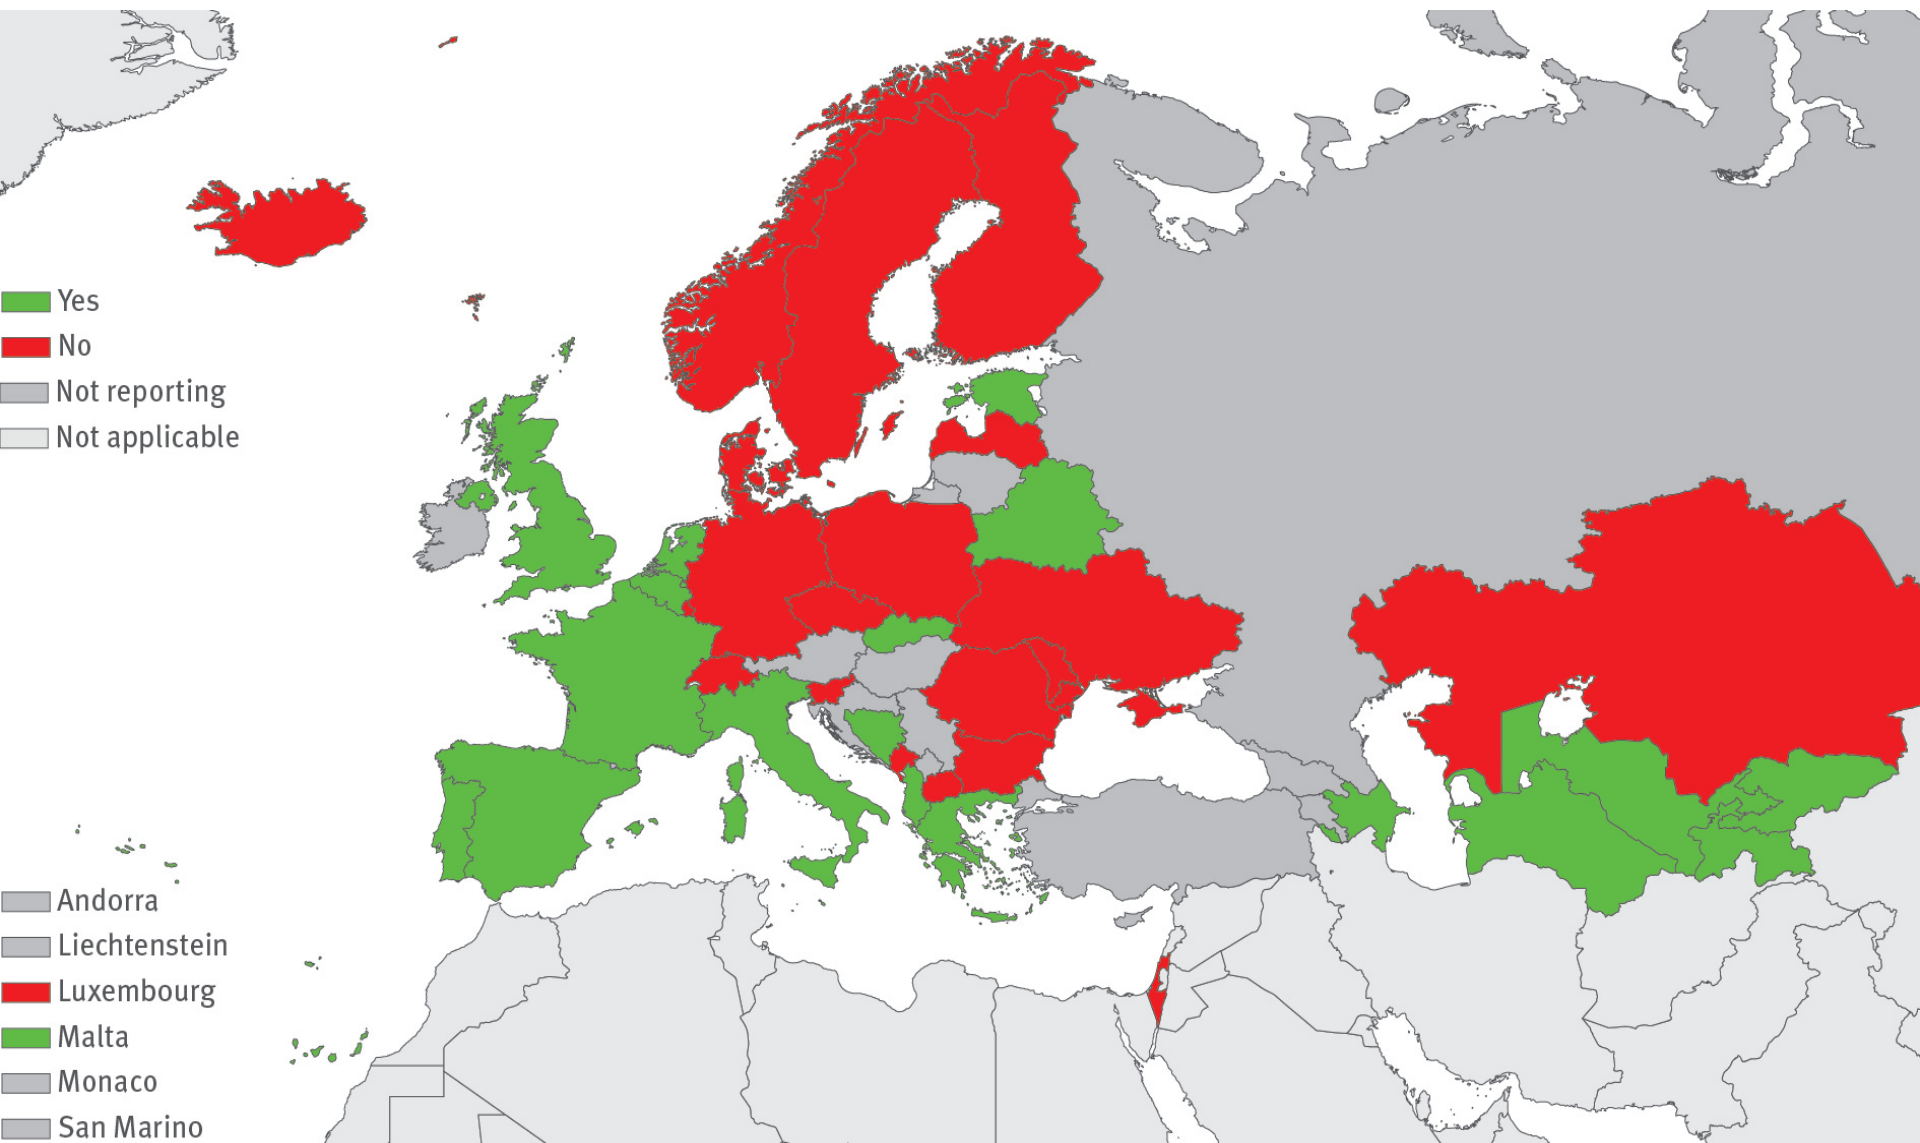 Yes
No
Not reporting
Not applicable
Andorra
Liechtenstein
Luxembourg
Malta
Monaco
San Marino